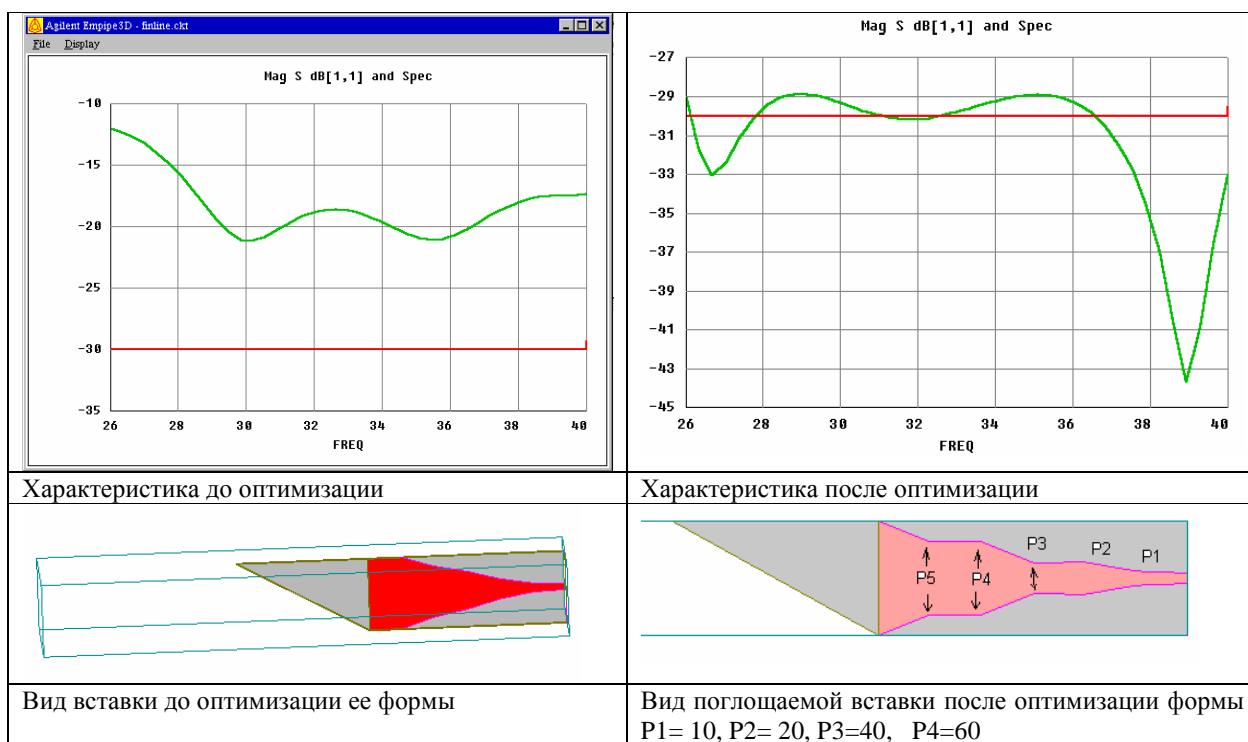 Agilent Empipe3D - finline.ckt
File Display
Mag S dB[1,1] and Spec
-10
-15
-20
-25
-30
-35
26 28 30 32 34 36 38 40
FREQ
Mag S dB[1,1] and Spec
-27
-29
-31
-33
-35
-37
-39
-41
-43
-45
26 28 30 32 34 36 38 40
FREQ
Характеристика до оптимизации
Характеристика после оптимизации
P5
P4
P3
P2
P1
Вид вставки до оптимизации ее формы
Вид поглощаемой вставки после оптимизации формы
P1= 10, P2= 20, P3=40, P4=60